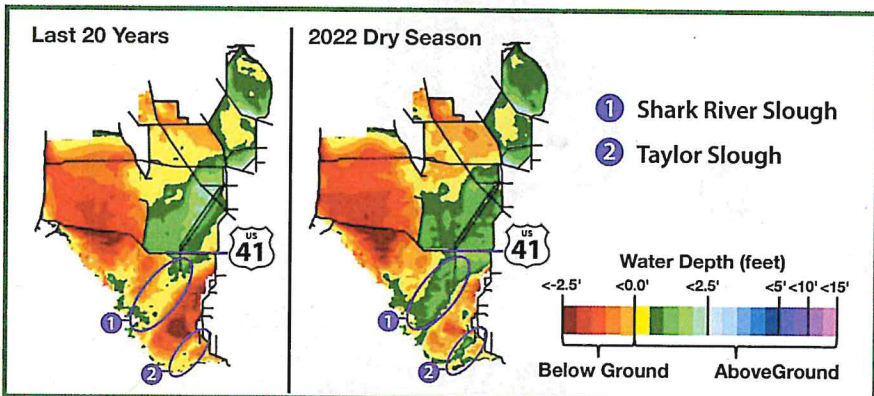 Last 20 Years
2022 Dry Season
US
41
US
41
1 Shark River Slough
2 Taylor Slough
1
2
1
2
Water Depth (feet)
<-2.5' <0.0' <2.5' <5' <10' <15'
Below Ground AboveGround